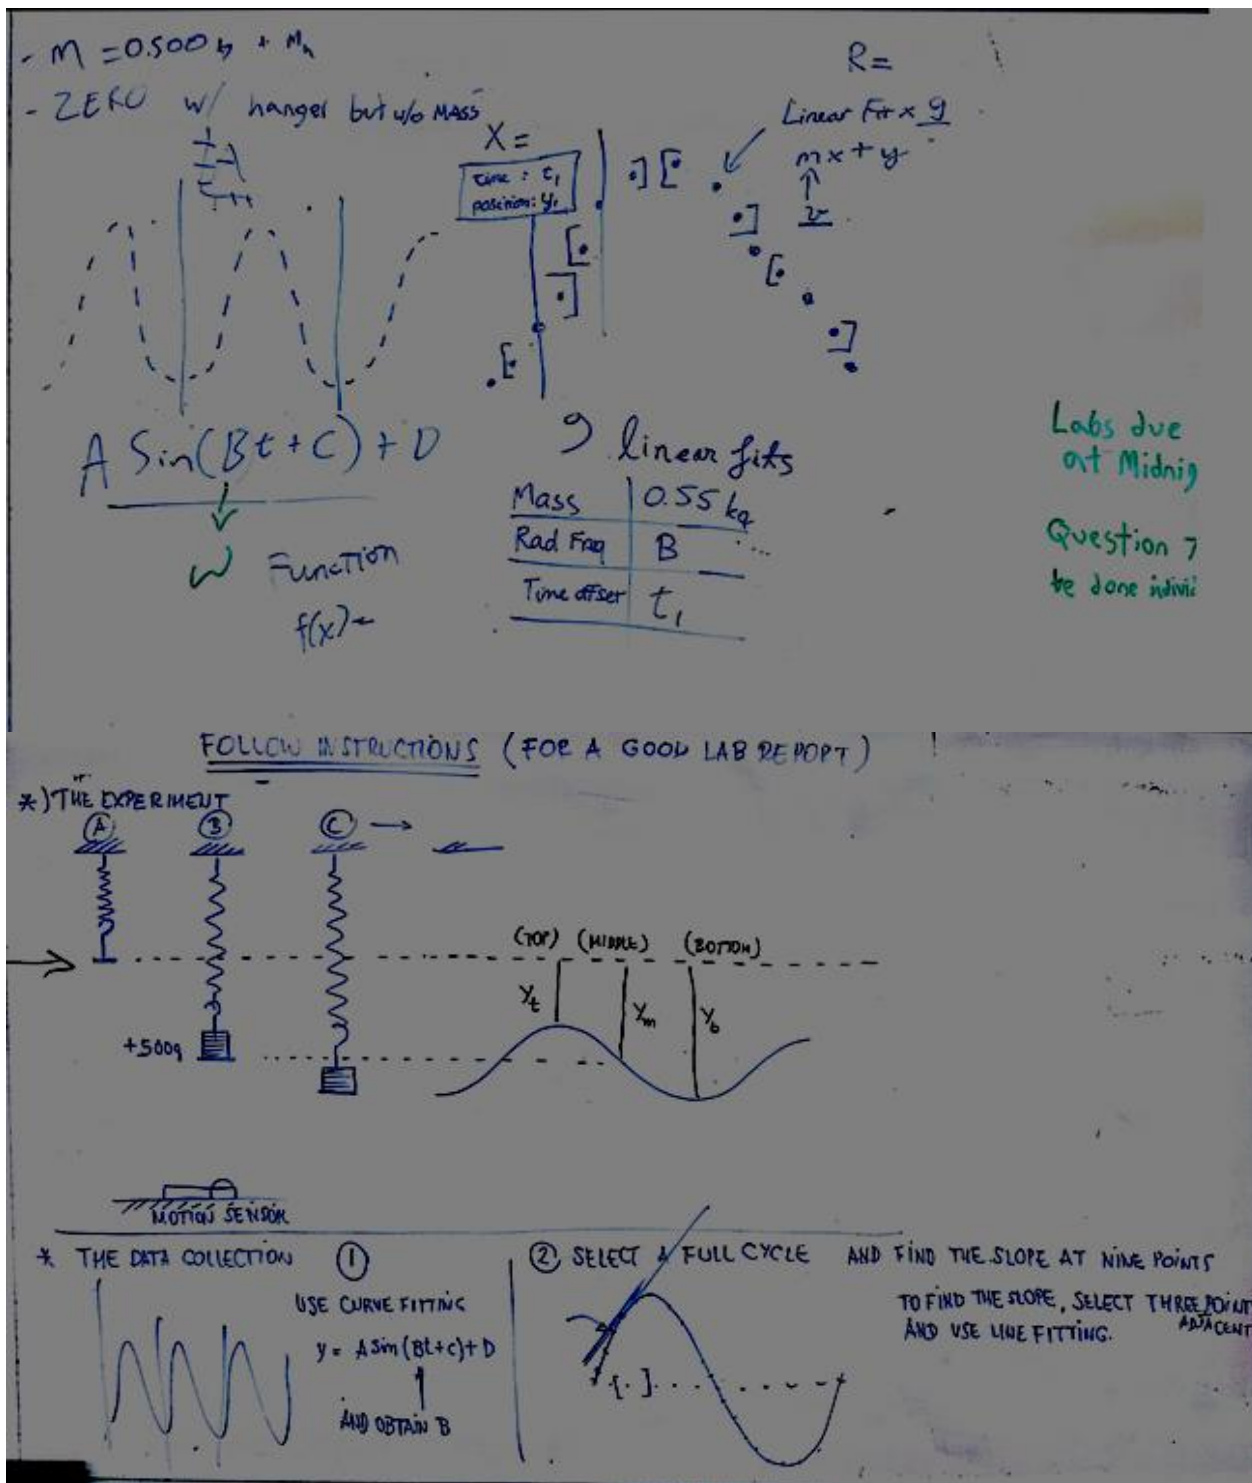 - M = 0.500 + Mh
R =
- ZERO w/ hanger but w/o MASS
Linear Fit x 9
X =
mx + y
time : t1
position: y1
v
A Sin(Bt + C) + D
9 linear fits
Mass 0.55 kg
Rad Freq B ...
Time offset t1
ω Function
f(x) =
Labs due
at Midnig
Question 7
be done indivi
FOLLOW INSTRUCTIONS (FOR A GOOD LAB REPORT)
*) THE EXPERIMENT
A B C
(TOP) (MIDDLE) (BOTTOM)
Yt Ym Yb
+500g
MOTION SENSOR
* THE DATA COLLECTION 1
USE CURVE FITTING
y = A Sin (Bt+c)+D
AND OBTAIN B
2 SELECT A FULL CYCLE AND FIND THE SLOPE AT NINE POINTS
TO FIND THE SLOPE, SELECT THREE POINT
ADJACENT
AND USE LINE FITTING.